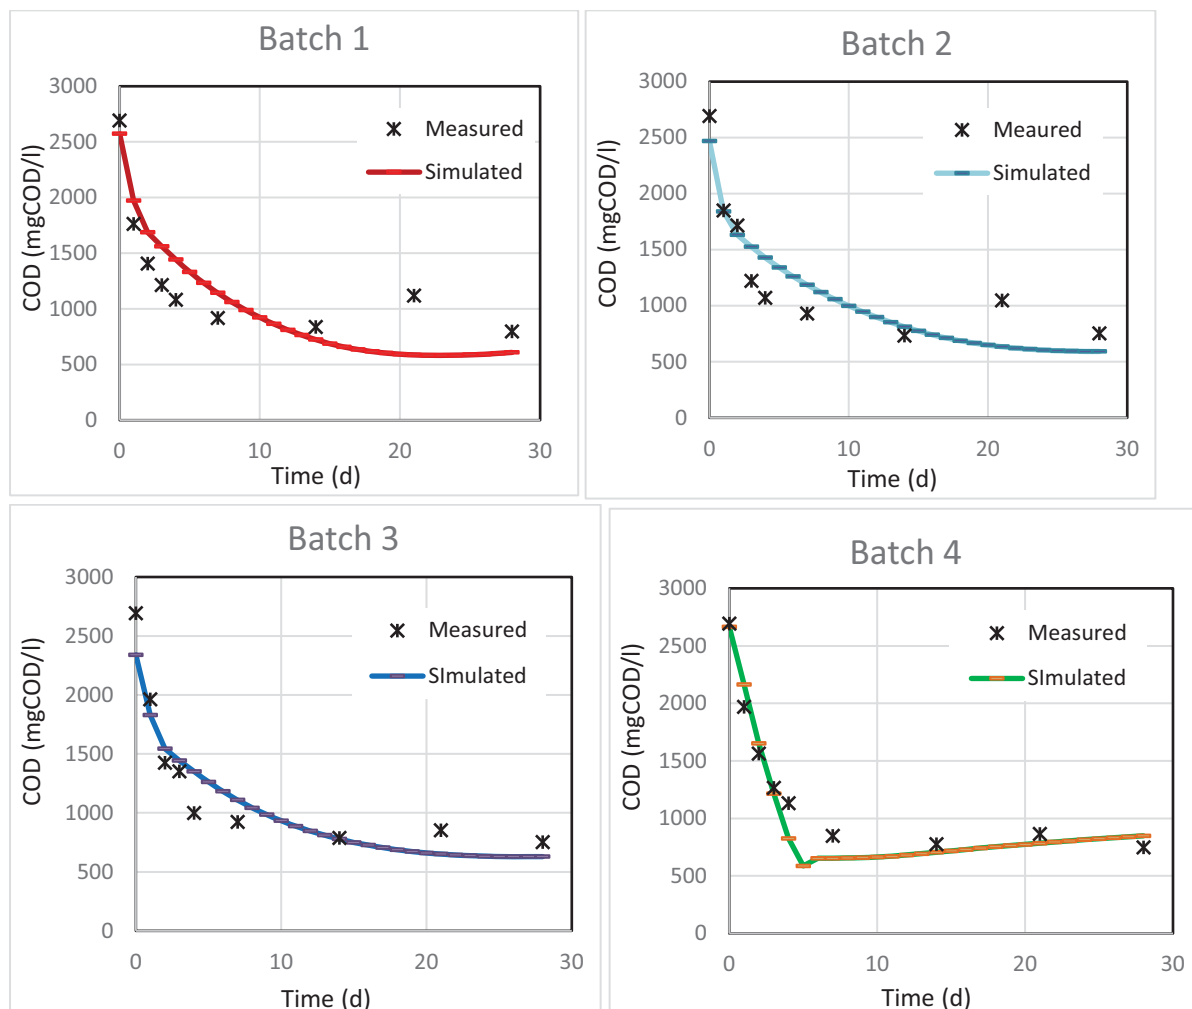 Batch 1
3000
2500
2000
1500
1000
500
0
COD (mgCOD/l)
Measured
Simulated
0 10 20 30
Time (d)
Batch 2
3000
2500
2000
1500
1000
500
0
COD (mgCOD/l)
Meaured
Simulated
0 10 20 30
Time (d)
Batch 3
3000
2500
2000
1500
1000
500
0
COD (mgCOD/l)
Measured
SImulated
0 10 20 30
Time (d)
Batch 4
3000
2500
2000
1500
1000
500
0
COD (mgCOD/l)
Measured
SImulated
0 10 20 30
Time (d)